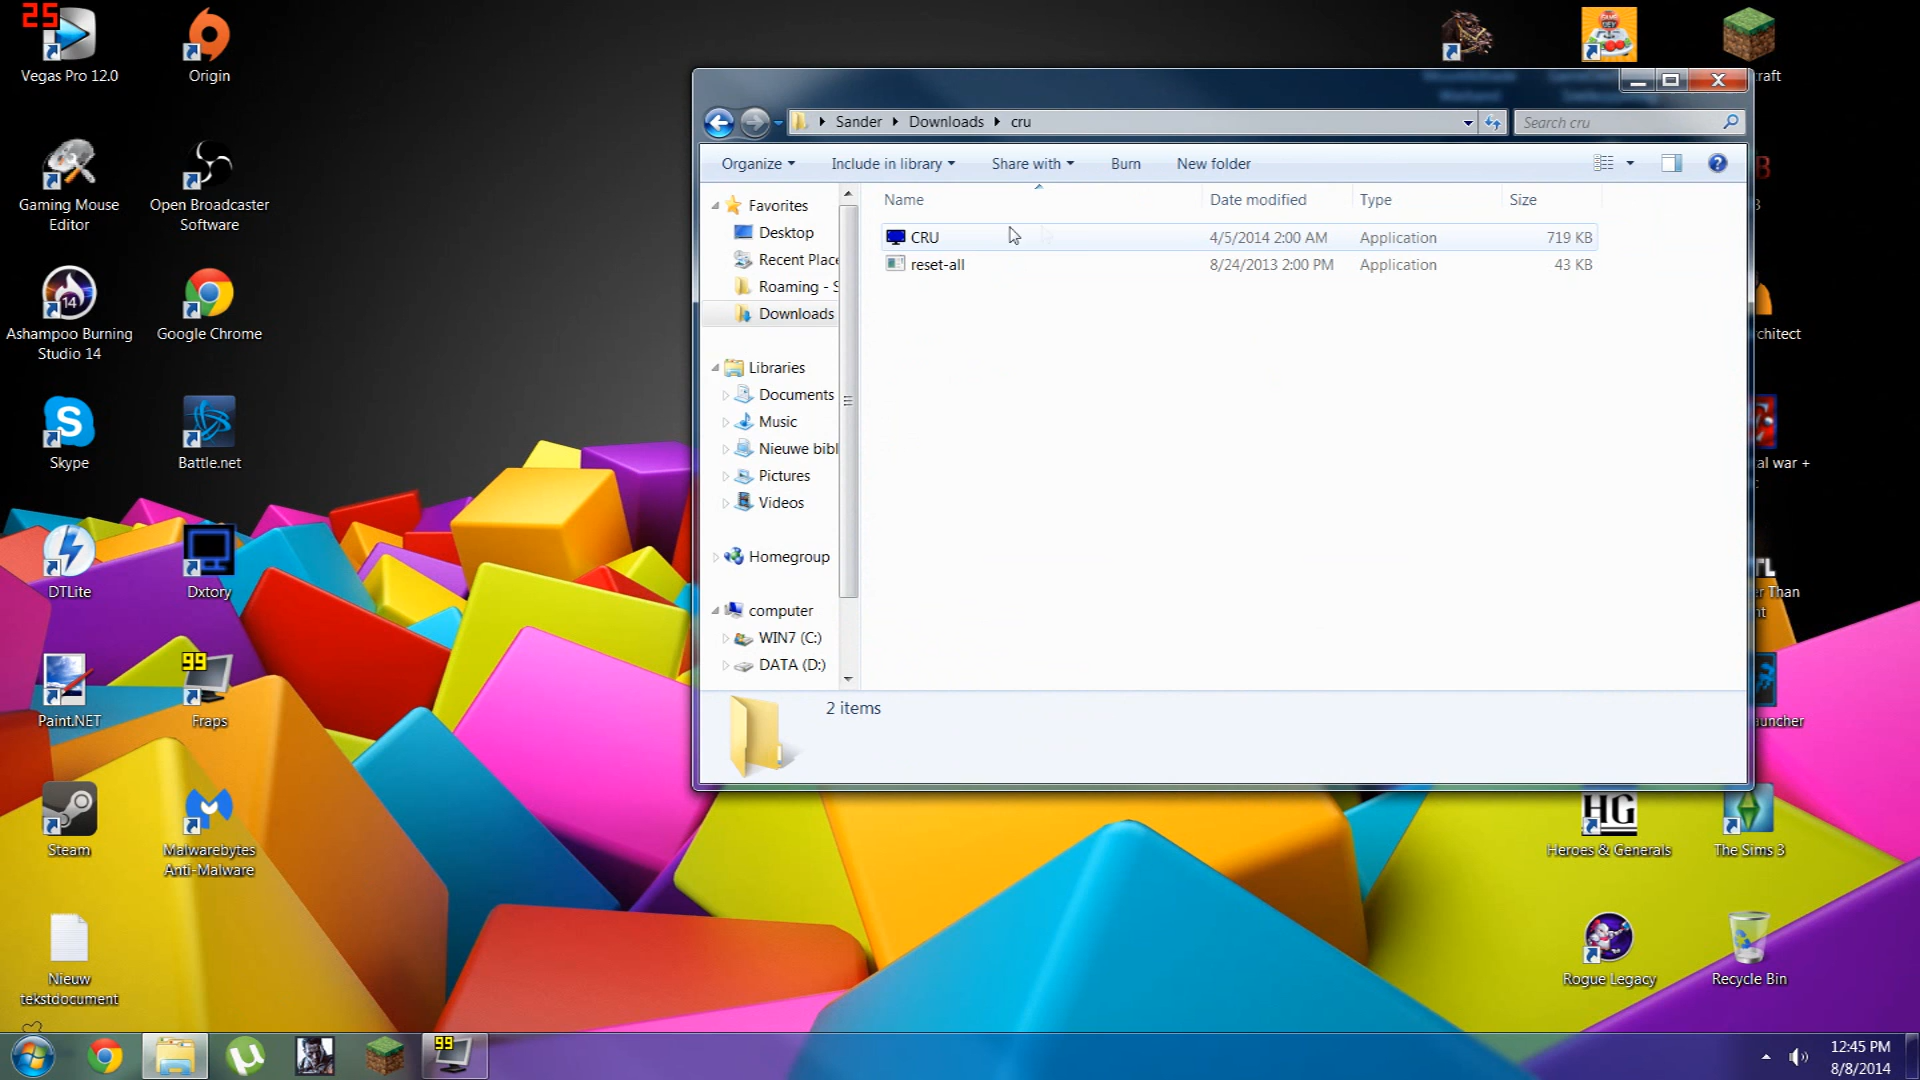 25
Vegas Pro 12.0
Origin
Gaming Mouse
Editor
Open Broadcaster
Software
14
Ashampoo Burning
Studio 14
Google Chrome
Skype
Battle.net
DTLite
Dxtory
Paint.NET
99
Fraps
Steam
Malwarebytes
Anti-Malware
Nieuw
tekstdocument
Sander
Downloads
cru
Search cru
Organize
Include in library
Share with
Burn
New folder
Name
Date modified
Type
Size
CRU
4/5/2014 2:00 AM
Application
719 KB
reset-all
8/24/2013 2:00 PM
Application
43 KB
Favorites
Desktop
Recent Place
Roaming - S
Downloads
Libraries
Documents
Music
Nieuwe bibl
Pictures
Videos
Homegroup
computer
WIN7 (C:)
DATA (D:)
2 items
raft
chitect
al war +
er Than
auncher
HG
Heroes & Generals
The Sims 3
Rogue Legacy
Recycle Bin
99
12:45 PM
8/8/2014